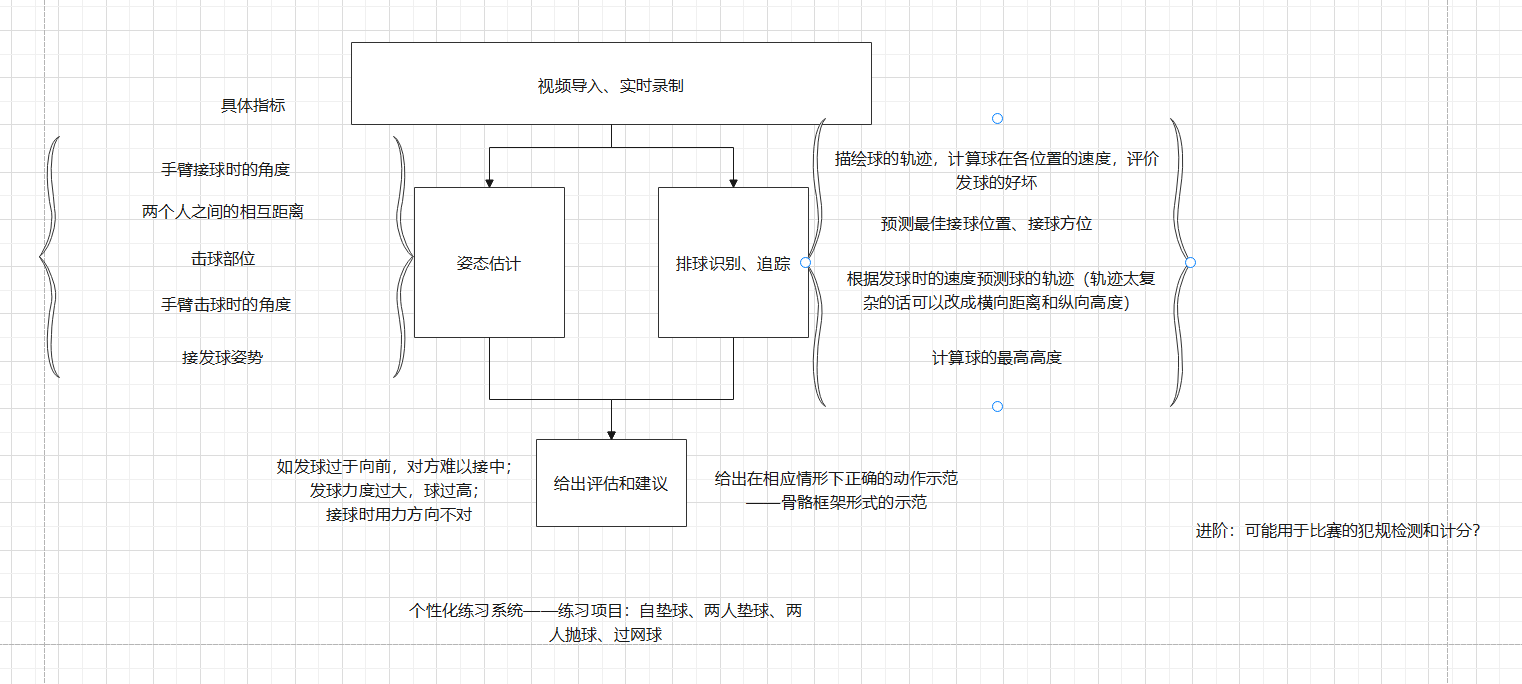 视频导入、实时录制
具体指标
手臂接球时的角度
两个人之间的相互距离
击球部位
手臂击球时的角度
接发球姿势
姿态估计
排球识别、追踪
描绘球的轨迹，计算球在各位置的速度，评价
发球的好坏
预测最佳接球位置、接球方位
根据发球时的速度预测球的轨迹（轨迹太复
杂的话可以改成横向距离和纵向高度）
计算球的最高高度
如发球过于向前，对方难以接中；
发球力度过大，球过高；
接球时用力方向不对
给出评估和建议
给出在相应情形下正确的动作示范
——骨骼框架形式的示范
进阶：可能用于比赛的犯规检测和计分？
个性化练习系统——练习项目：自垫球、两人垫球、两
人抛球、过网球